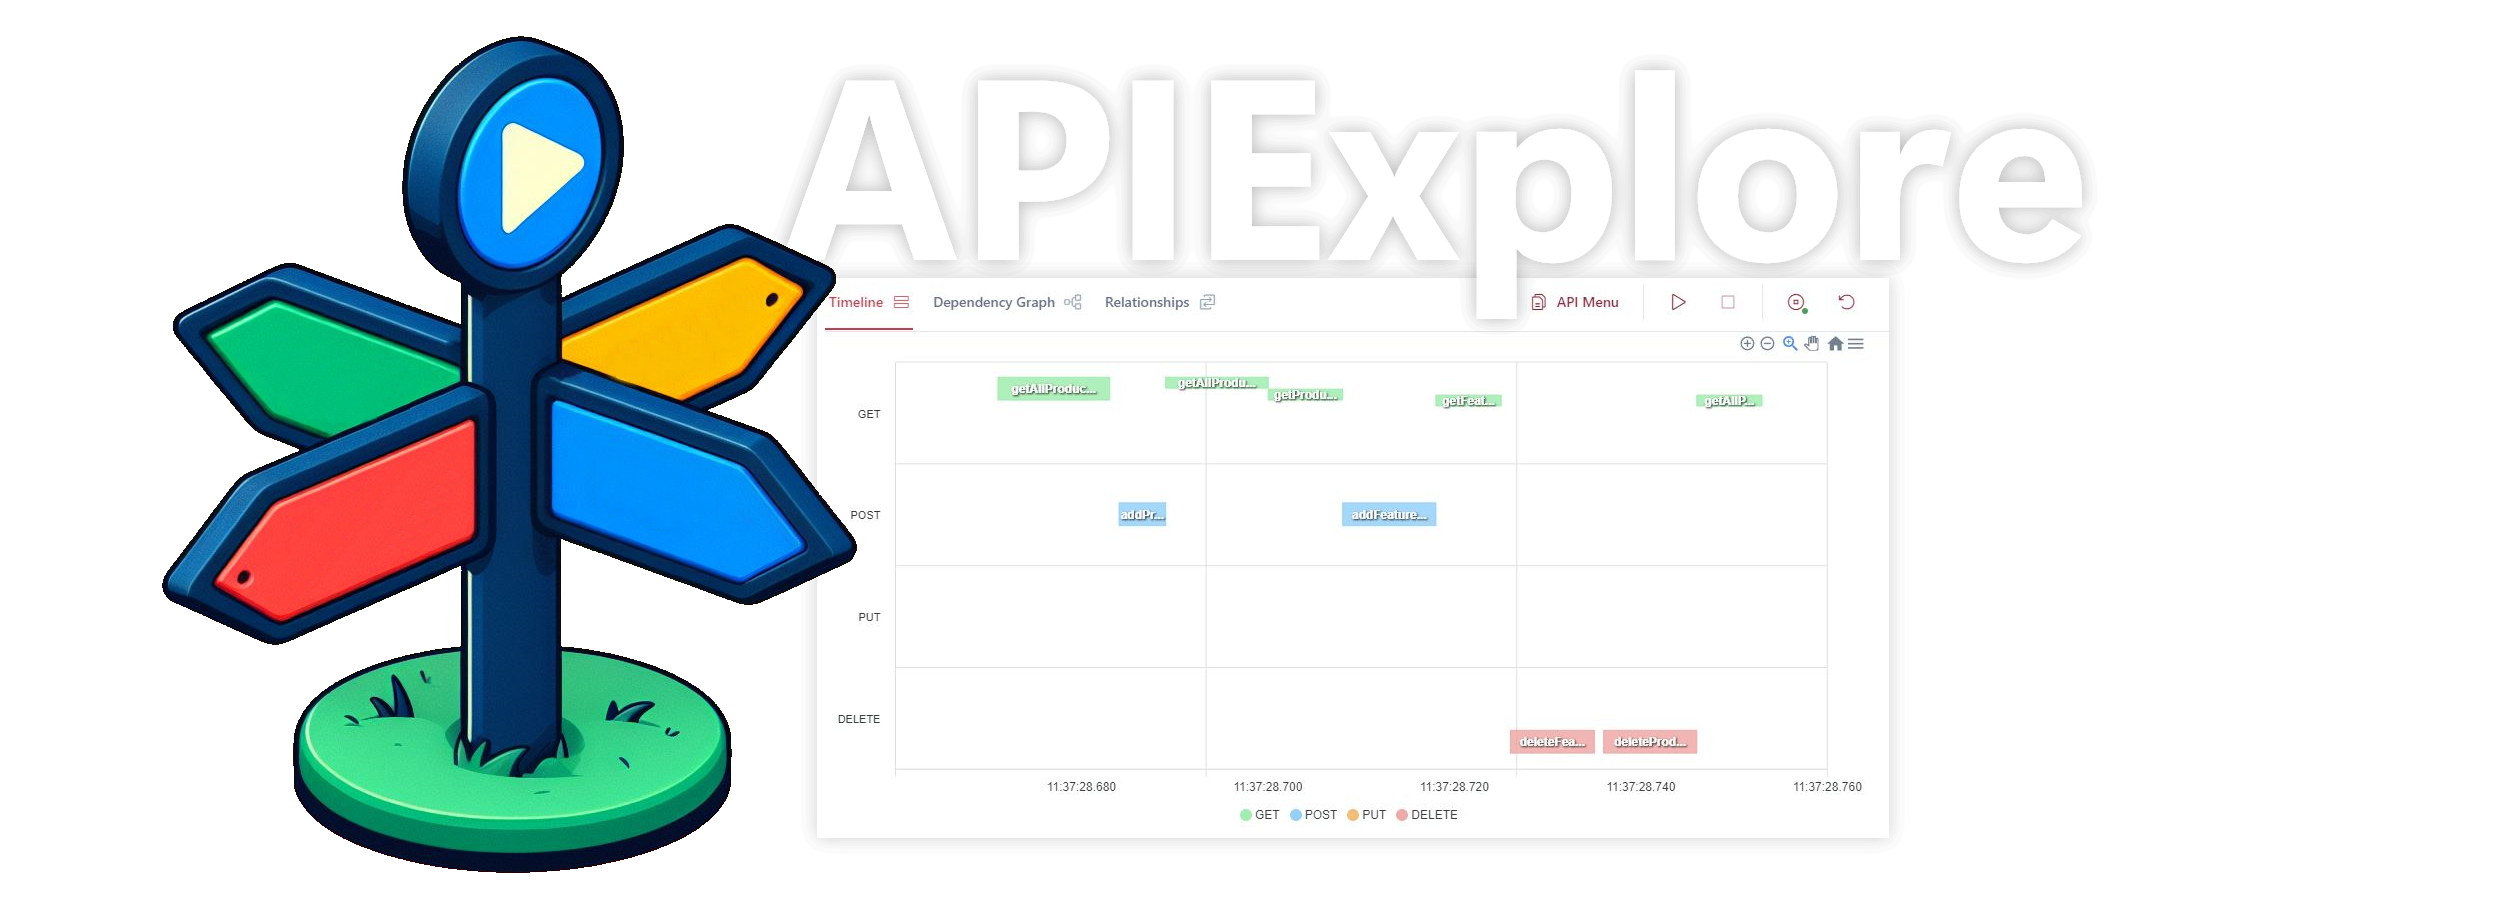 APIExplore
Timeline Dependency Graph Relationships API Menu
GET getAllProduc... getAllProdu... getProdu... getFeat... getAllP...
POST addPr... addFeature...
PUT
DELETE deleteFea... deleteProd...
11:37:28.680 11:37:28.700 11:37:28.720 11:37:28.740 11:37:28.760
GET POST PUT DELETE